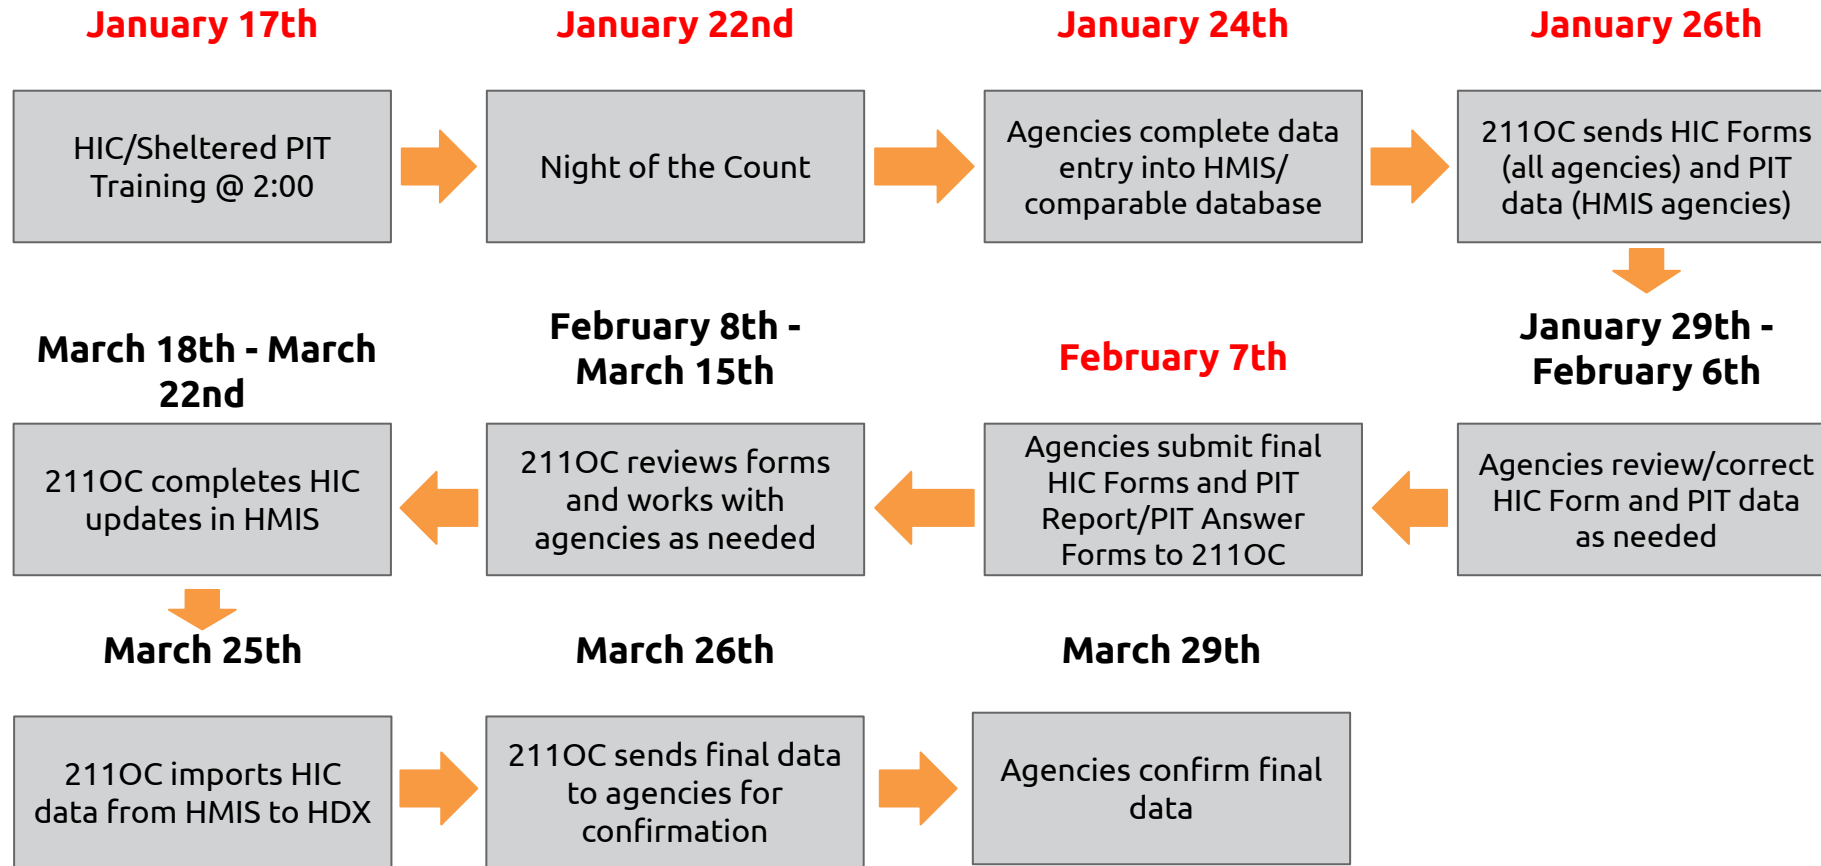 January 17th
HIC/Sheltered PIT
Training @ 2:00
January 22nd
Night of the Count
January 24th
Agencies complete data
entry into HMIS/
comparable database
January 26th
211OC sends HIC Forms
(all agencies) and PIT
data (HMIS agencies)
January 29th -
February 6th
Agencies review/correct
HIC Form and PIT data
as needed
February 7th
Agencies submit final
HIC Forms and PIT
Report/PIT Answer
Forms to 211OC
February 8th -
March 15th
211OC reviews forms
and works with
agencies as needed
March 18th - March
22nd
211OC completes HIC
updates in HMIS
March 25th
211OC imports HIC
data from HMIS to HDX
March 26th
211OC sends final data
to agencies for
confirmation
March 29th
Agencies confirm final
data